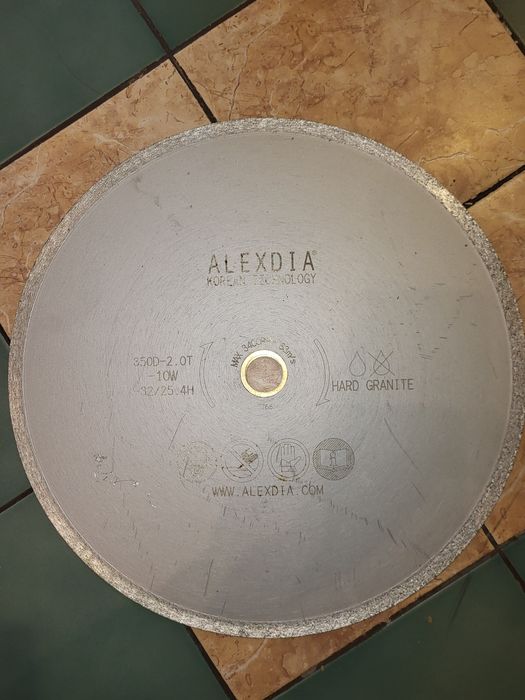 ALEXDIA®
KOREAN TECHNOLOGY
350D-2.0T
-10W
-32/25.4H
HARD GRANITE
WWW.ALEXDIA.COM